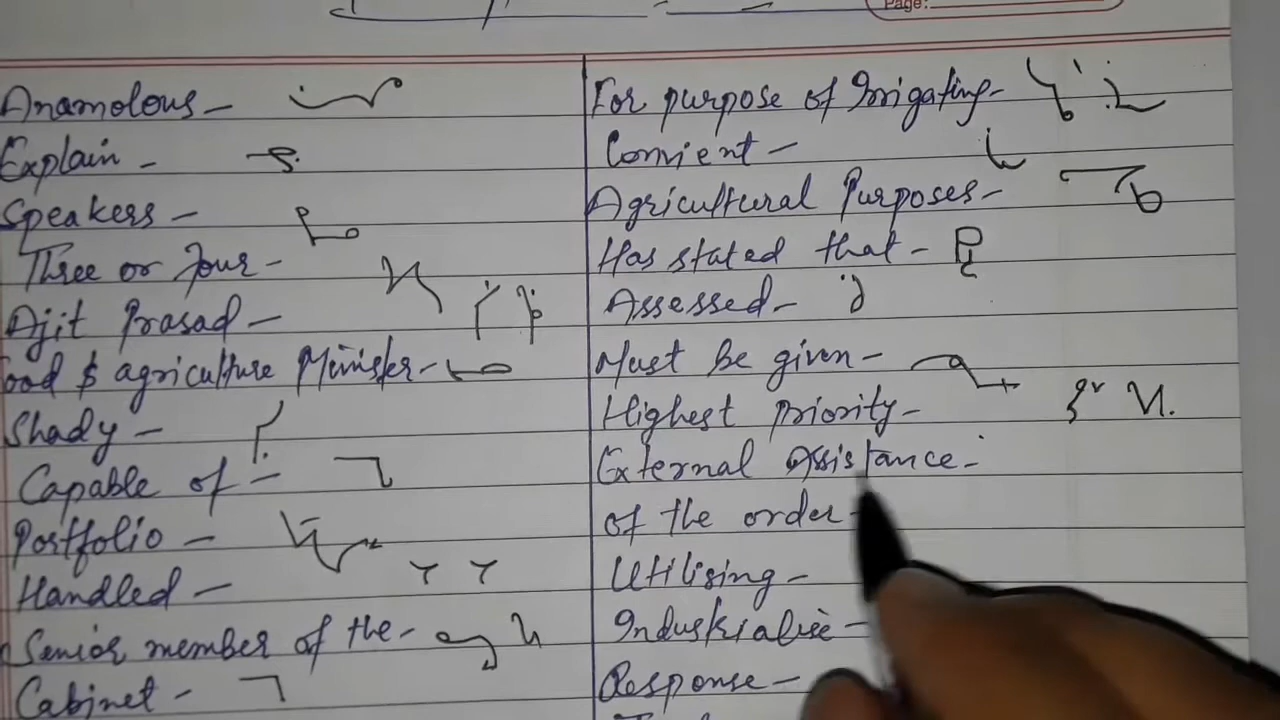 Page:
Anamolous -
Explain -
Speakers -
Three or four -
Ajit Prasad -
ood & agriculture Minister -
Shady -
Capable of -
Portfolio -
Handled -
Senior member of the -
Cabinet -
For purpose of Irrigating -
Convient -
Agricultural Purposes -
Has stated that -
Assessed -
Must be given -
Highest priority -
External assistance -
of the order -
Utilising -
Industrialise -
Response -